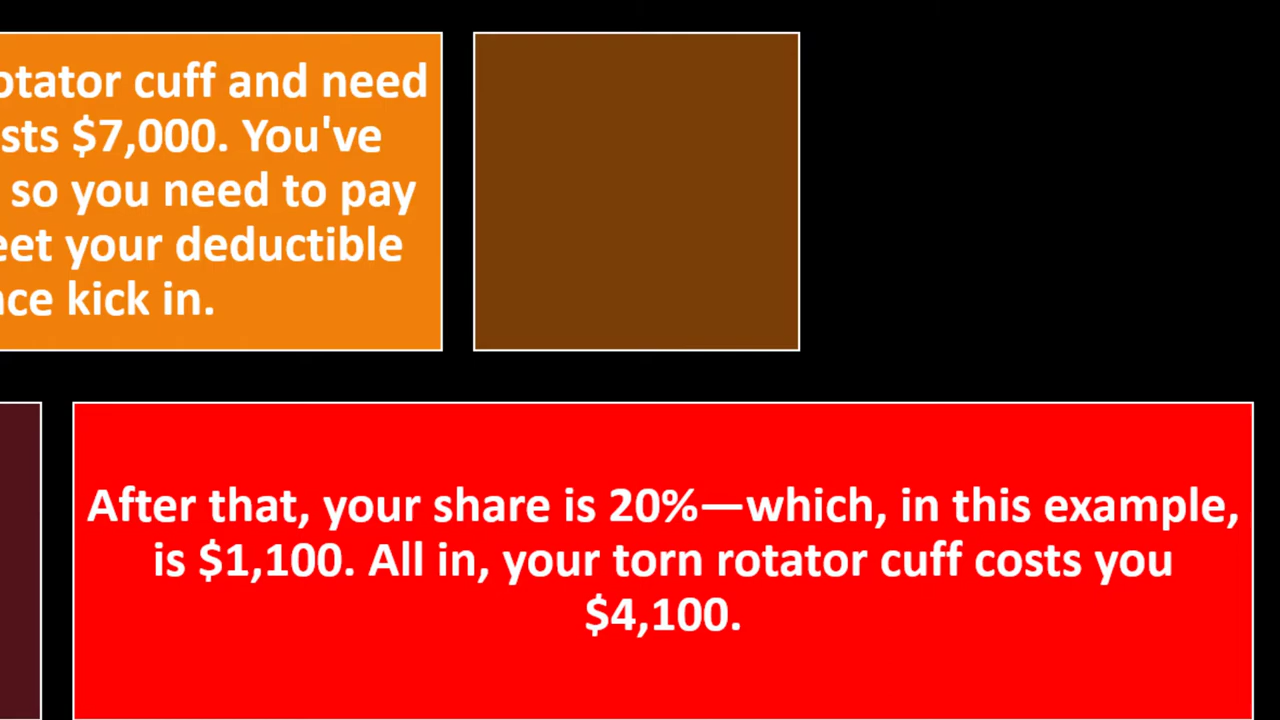 otator cuff and need
sts $7,000. You've
so you need to pay
eet your deductible
ce kick in.
After that, your share is 20%—which, in this example,
is $1,100. All in, your torn rotator cuff costs you
$4,100.